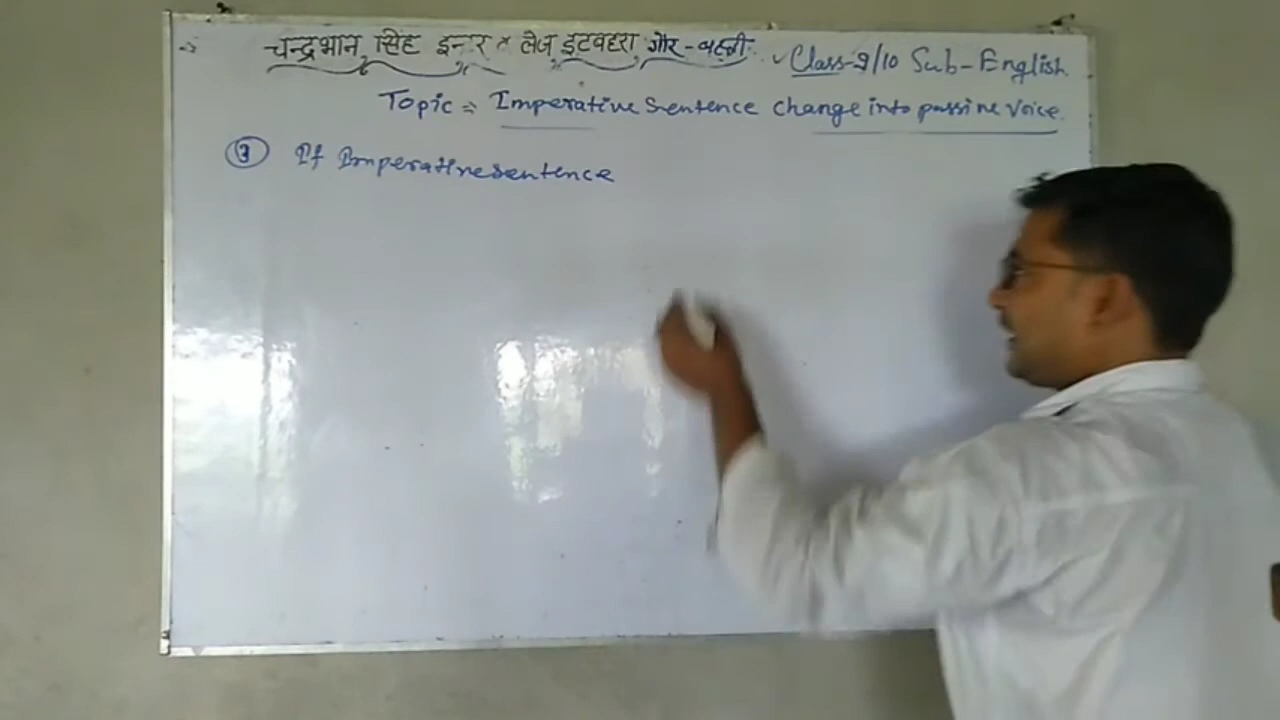 चन्द्रभान सिंह इन्टर कॉलेज इटवहरा गौर-बस्ती. Class-9/10 Sub-English
Topic ⇒ Imperative sentence change into passive voice.
① If Imperative sentence